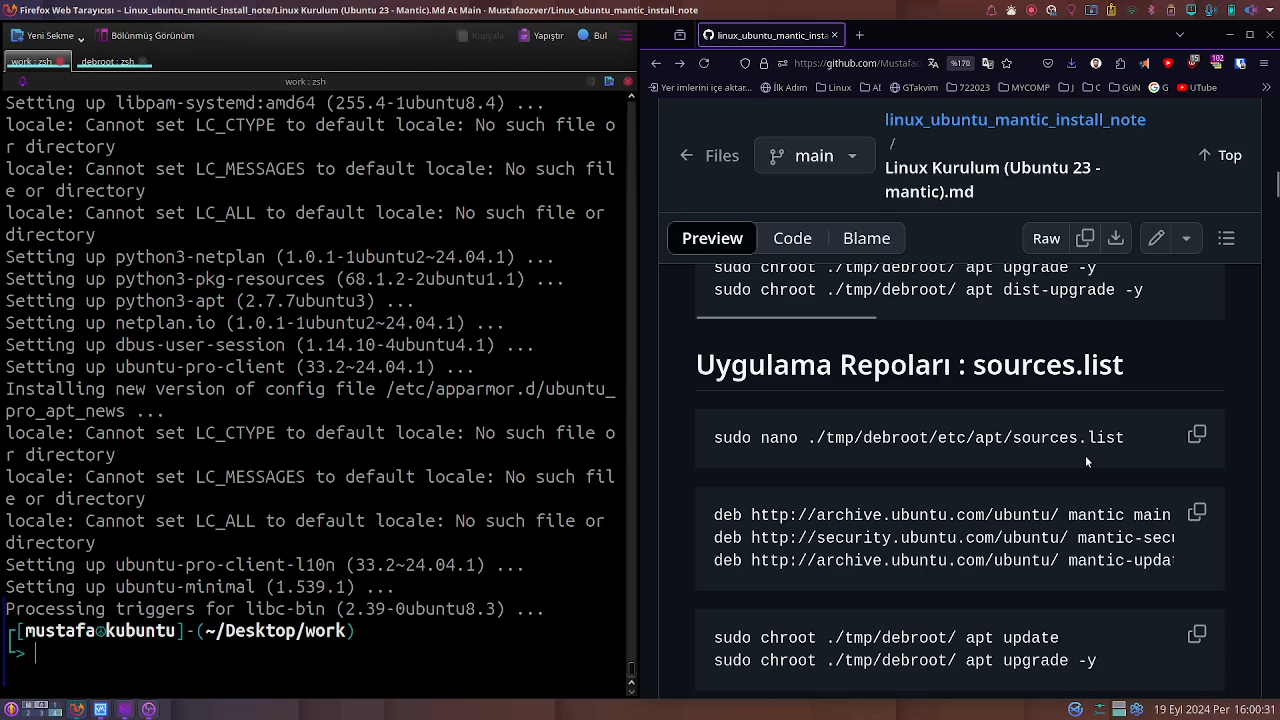 Firefox Web Tarayıcısı - Linux_ubuntu_mantic_install_note/Linux Kurulum (Ubuntu 23 - Mantic).Md At Main · Mustafaozver/Linux_ubuntu_mantic_install_note
Yeni Sekme
Bölmüş Görünüm
Kopyala
Yapıştır
Bul
work : zsh
debroot : zsh
work : zsh
Setting up libpam-systemd:amd64 (255.4-1ubuntu8.4) ...
locale: Cannot set LC_CTYPE to default locale: No such file o
r directory
locale: Cannot set LC_MESSAGES to default locale: No such fil
e or directory
locale: Cannot set LC_ALL to default locale: No such file or
directory
Setting up python3-netplan (1.0.1-1ubuntu2~24.04.1) ...
Setting up python3-pkg-resources (68.1.2-2ubuntu1.1) ...
Setting up python3-apt (2.7.7ubuntu3) ...
Setting up netplan.io (1.0.1-1ubuntu2~24.04.1) ...
Setting up dbus-user-session (1.14.10-4ubuntu4.1) ...
Setting up ubuntu-pro-client (33.2~24.04.1) ...
Installing new version of config file /etc/apparmor.d/ubuntu_
pro_apt_news ...
locale: Cannot set LC_CTYPE to default locale: No such file o
r directory
locale: Cannot set LC_MESSAGES to default locale: No such fil
e or directory
locale: Cannot set LC_ALL to default locale: No such file or
directory
Setting up ubuntu-pro-client-l10n (33.2~24.04.1) ...
Setting up ubuntu-minimal (1.539.1) ...
Processing triggers for libc-bin (2.39-0ubuntu8.3) ...
┌[mustafa☮kubuntu]-(~/Desktop/work)
└>
linux_ubuntu_mantic_insta
https://github.com/Mustafao
%170
15
102
Yer imlerini içe aktar...
İlk Adım
Linux
AI
GTakvim
722023
MYCOMP
J
C
GüN
G
UTube
Files
main
linux_ubuntu_mantic_install_note
/
Linux Kurulum (Ubuntu 23 -
mantic).md
Top
Preview
Code
Blame
Raw
sudo chroot ./tmp/debroot/ apt upgrade -y
sudo chroot ./tmp/debroot/ apt dist-upgrade -y
Uygulama Repoları : sources.list
sudo nano ./tmp/debroot/etc/apt/sources.list
deb http://archive.ubuntu.com/ubuntu/ mantic main
deb http://security.ubuntu.com/ubuntu/ mantic-secu
deb http://archive.ubuntu.com/ubuntu/ mantic-updat
sudo chroot ./tmp/debroot/ apt update
sudo chroot ./tmp/debroot/ apt upgrade -y
19 Eyl 2024 Per 16:00:31